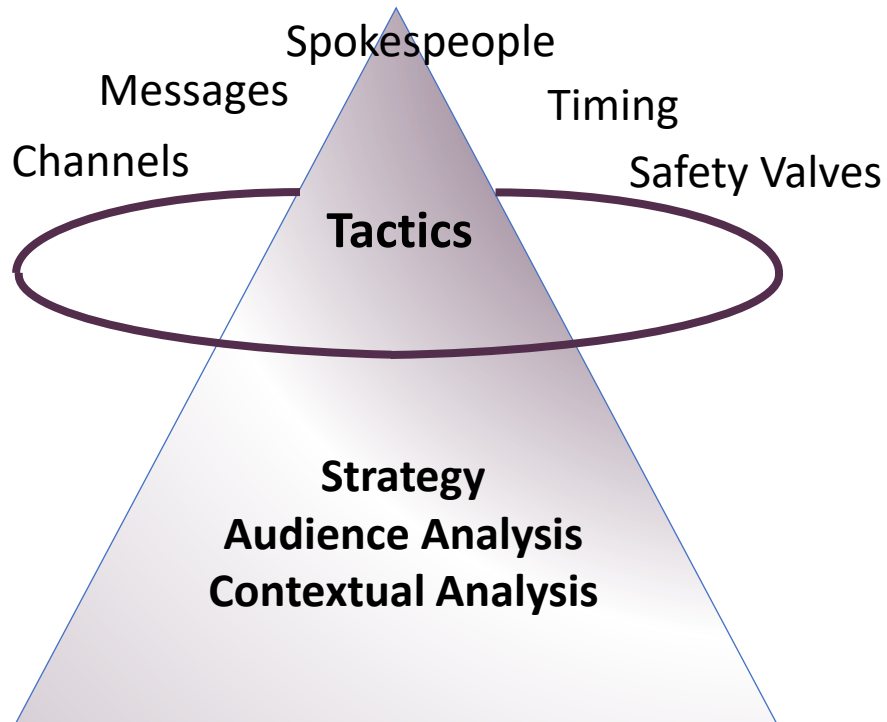 Spokespeople
Messages
Timing
Channels
Safety Valves
Tactics
Strategy
Audience Analysis
Contextual Analysis